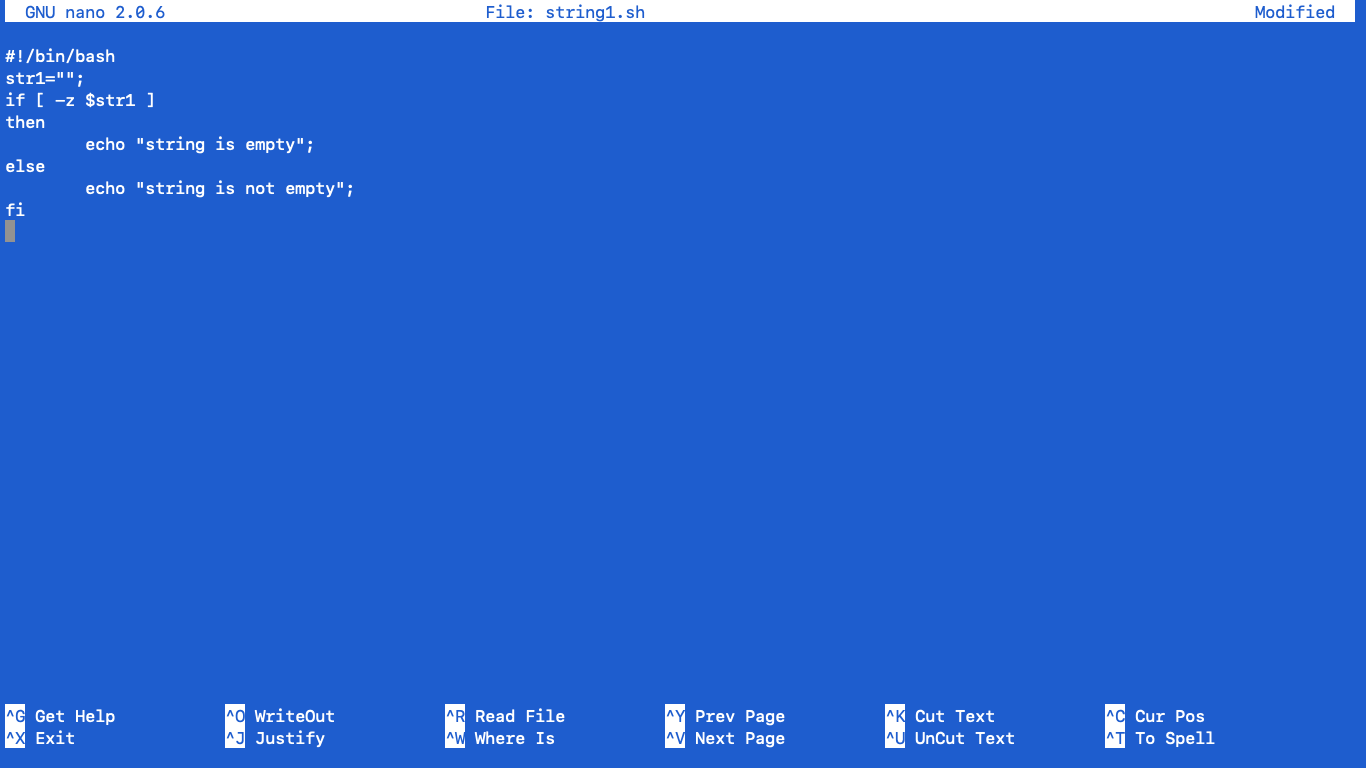 GNU nano 2.0.6 File: string1.sh Modified
#!/bin/bash
str1="";
if [ –z $str1 ]
then
        echo "string is empty";
else
        echo "string is not empty";
fi
^G Get Help ^O WriteOut ^R Read File ^Y Prev Page ^K Cut Text ^C Cur Pos
^X Exit ^J Justify ^W Where Is ^V Next Page ^U UnCut Text ^T To Spell